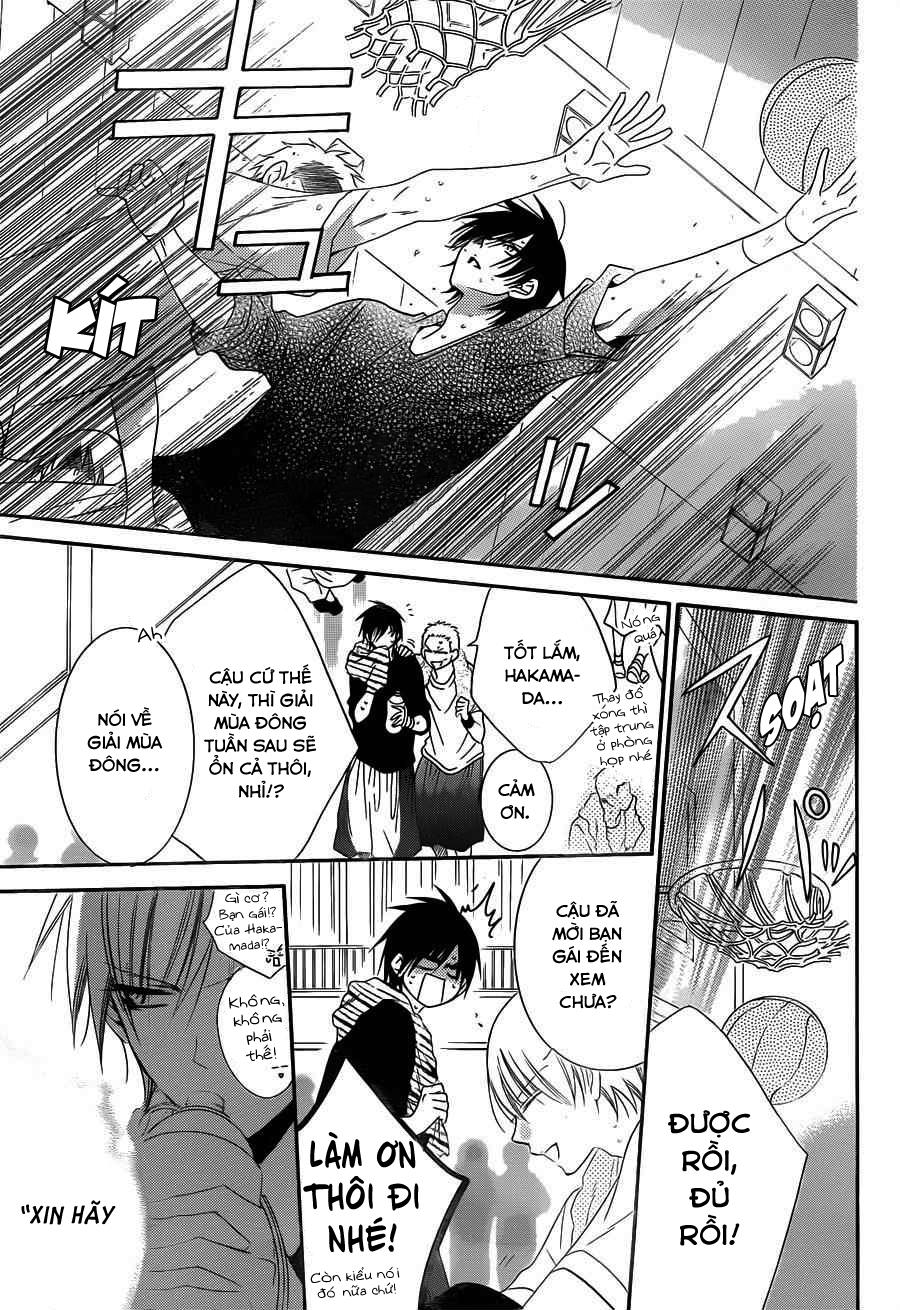 キュ
KÍT
SOẠT
ĐƯỢC
RỒI,
ĐỦ
RỒI!
Nóng
quá
Thay đồ
xóng thì
tập trung
ở phòng
họp nhé
TỐT LẮM,
HAKAMA-
DA...
CẢM
ƠN.
CẬU CỨ THẾ
NÀY, THÌ GIẢI
MÙA ĐÔNG
TUẦN SAU SẼ
ỔN CẢ THÔI,
NHỈ!?
Ah
NÓI VỀ
GIẢI MÙA
ĐÔNG...
CẬU ĐÃ
MỜI BẠN
GÁI ĐẾN
XEM
CHƯA?
LÀM ƠN
THÔI ĐI
NHÉ!
Còn kiểu nói
đó nữa chứ!
Gì cơ?
Bạn gái!?
Của Haka-
mada!?
Không,
không
phải
thế!
“XIN HÃY